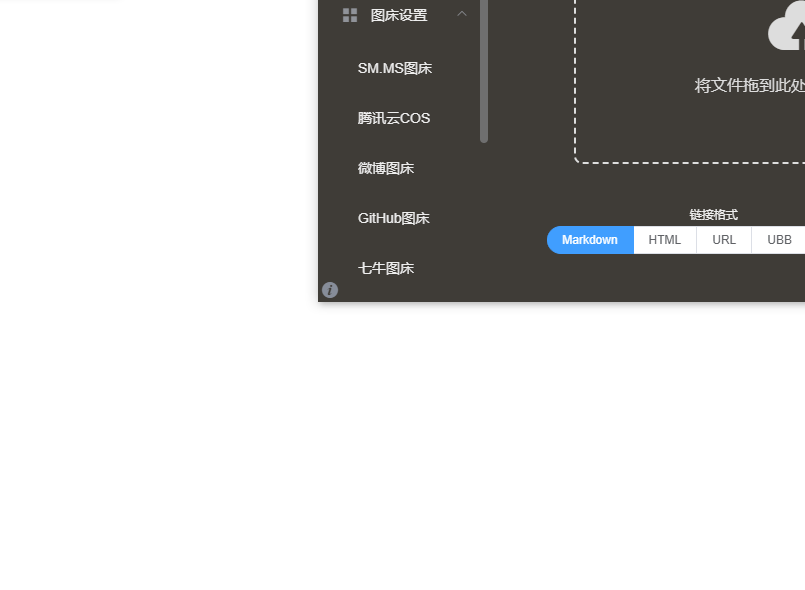 图床设置
SM.MS图床
腾讯云COS
微博图床
GitHub图床
七牛图床
将文件拖到此处
链接格式
Markdown HTML URL UBB